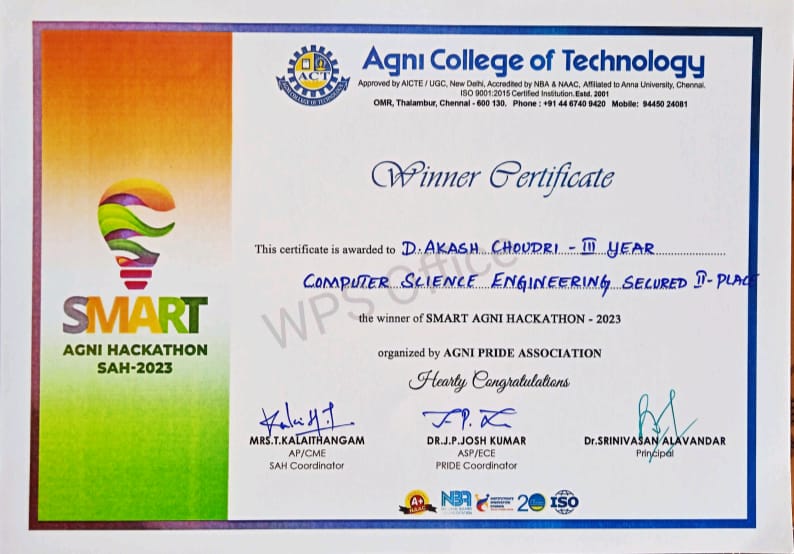 ACT
Agni College of Technology
Approved by AICTE / UGC, New Delhi, Accredited by NBA & NAAC, Affiliated to Anna University, Chennai.
ISO 9001:2015 Certified Institution. Estd. 2001
OMR, Thalambur, Chennai - 600 130. Phone : +91 44 6740 9420 Mobile: 94450 24081
Winner Certificate
This certificate is awarded to D. AKASH CHOUDRI - III YEAR
COMPUTER SCIENCE ENGINEERING SECURED II - PLACE
the winner of SMART AGNI HACKATHON - 2023
organized by AGNI PRIDE ASSOCIATION
Hearty Congratulations
SMART
AGNI HACKATHON
SAH-2023
WPS Office
MRS.T.KALAITHANGAM
AP/CME
SAH Coordinator
DR.J.P.JOSH KUMAR
ASP/ECE
PRIDE Coordinator
Dr.SRINIVASAN ALAVANDAR
Principal
A+
NAAC
NBA
ISO